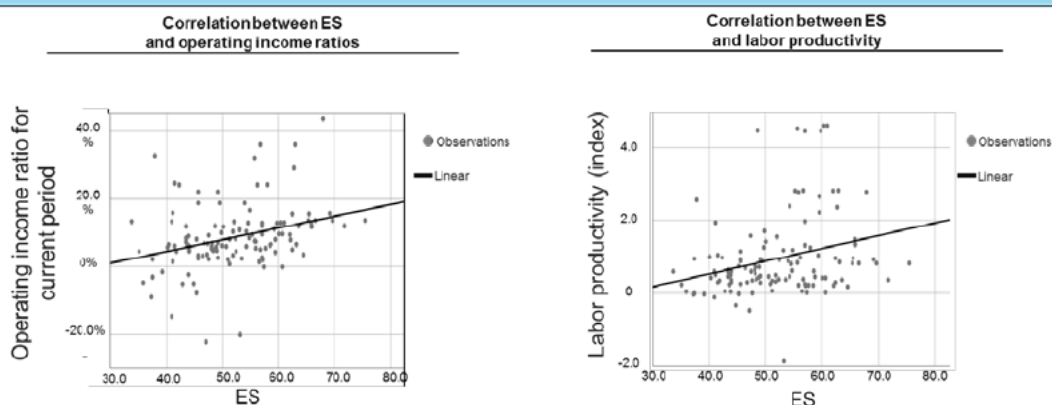 Correlation between ES
and operating income ratios
Operating income ratio for
current period
40.0
%
20.0
%
0%
-20.0%
30.0 40.0 50.0 60.0 70.0 80.0
ES
Observations
Linear
Correlation between ES
and labor productivity
Labor productivity (index)
4.0
2.0
0
-2.0
30.0 40.0 50.0 60.0 70.0 80.0
ES
Observations
Linear